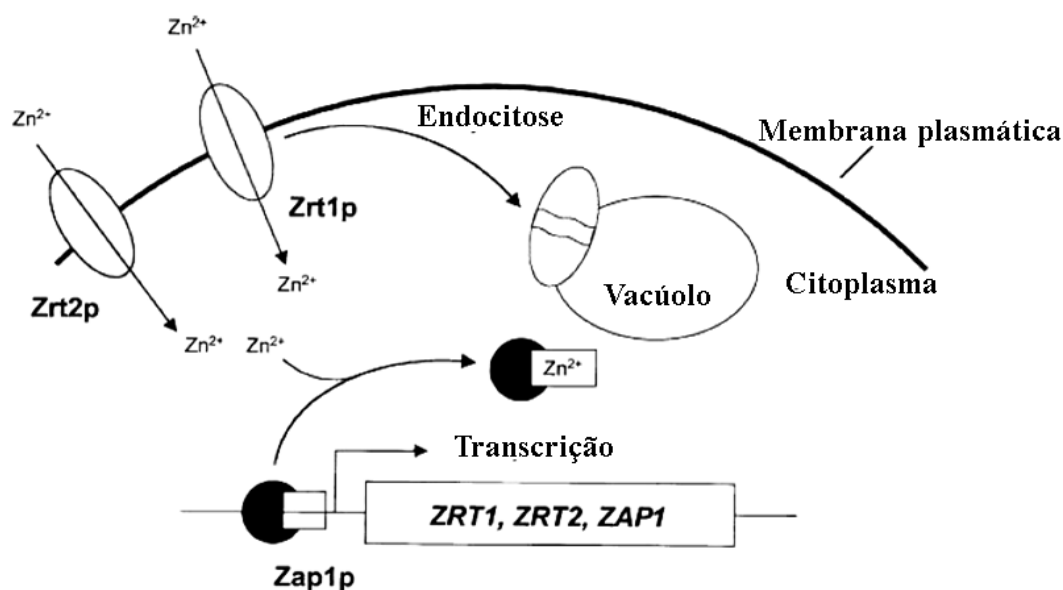 Zn²⁺
Zn²⁺
Endocitose
Membrana plasmática
Zrt1p
Zn²⁺
Vacúolo
Citoplasma
Zrt2p
Zn²⁺
Zn²⁺
Zn²⁺
Transcrição
ZRT1, ZRT2, ZAP1
Zap1p